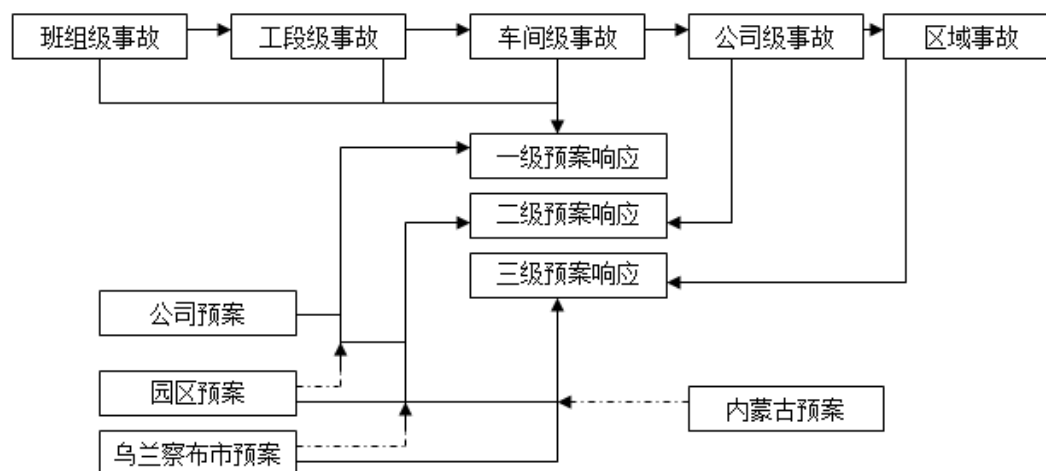 班组级事故
工段级事故
车间级事故
公司级事故
区域事故
一级预案响应
二级预案响应
三级预案响应
公司预案
园区预案
内蒙古预案
乌兰察布市预案